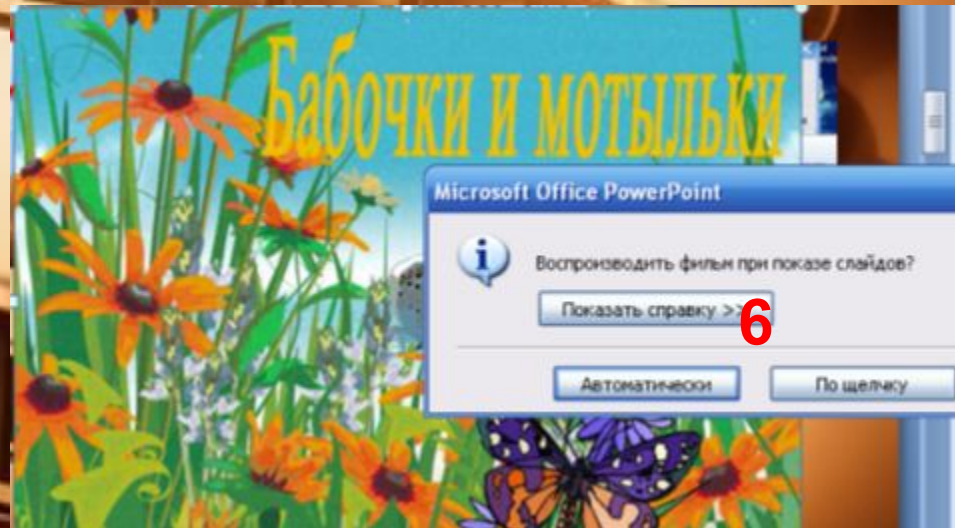 Бабочки и мотыльки
Microsoft Office PowerPoint
Воспроизводить фильм при показе слайдов?
Показать справку >>
6
Автоматически
По щелчку